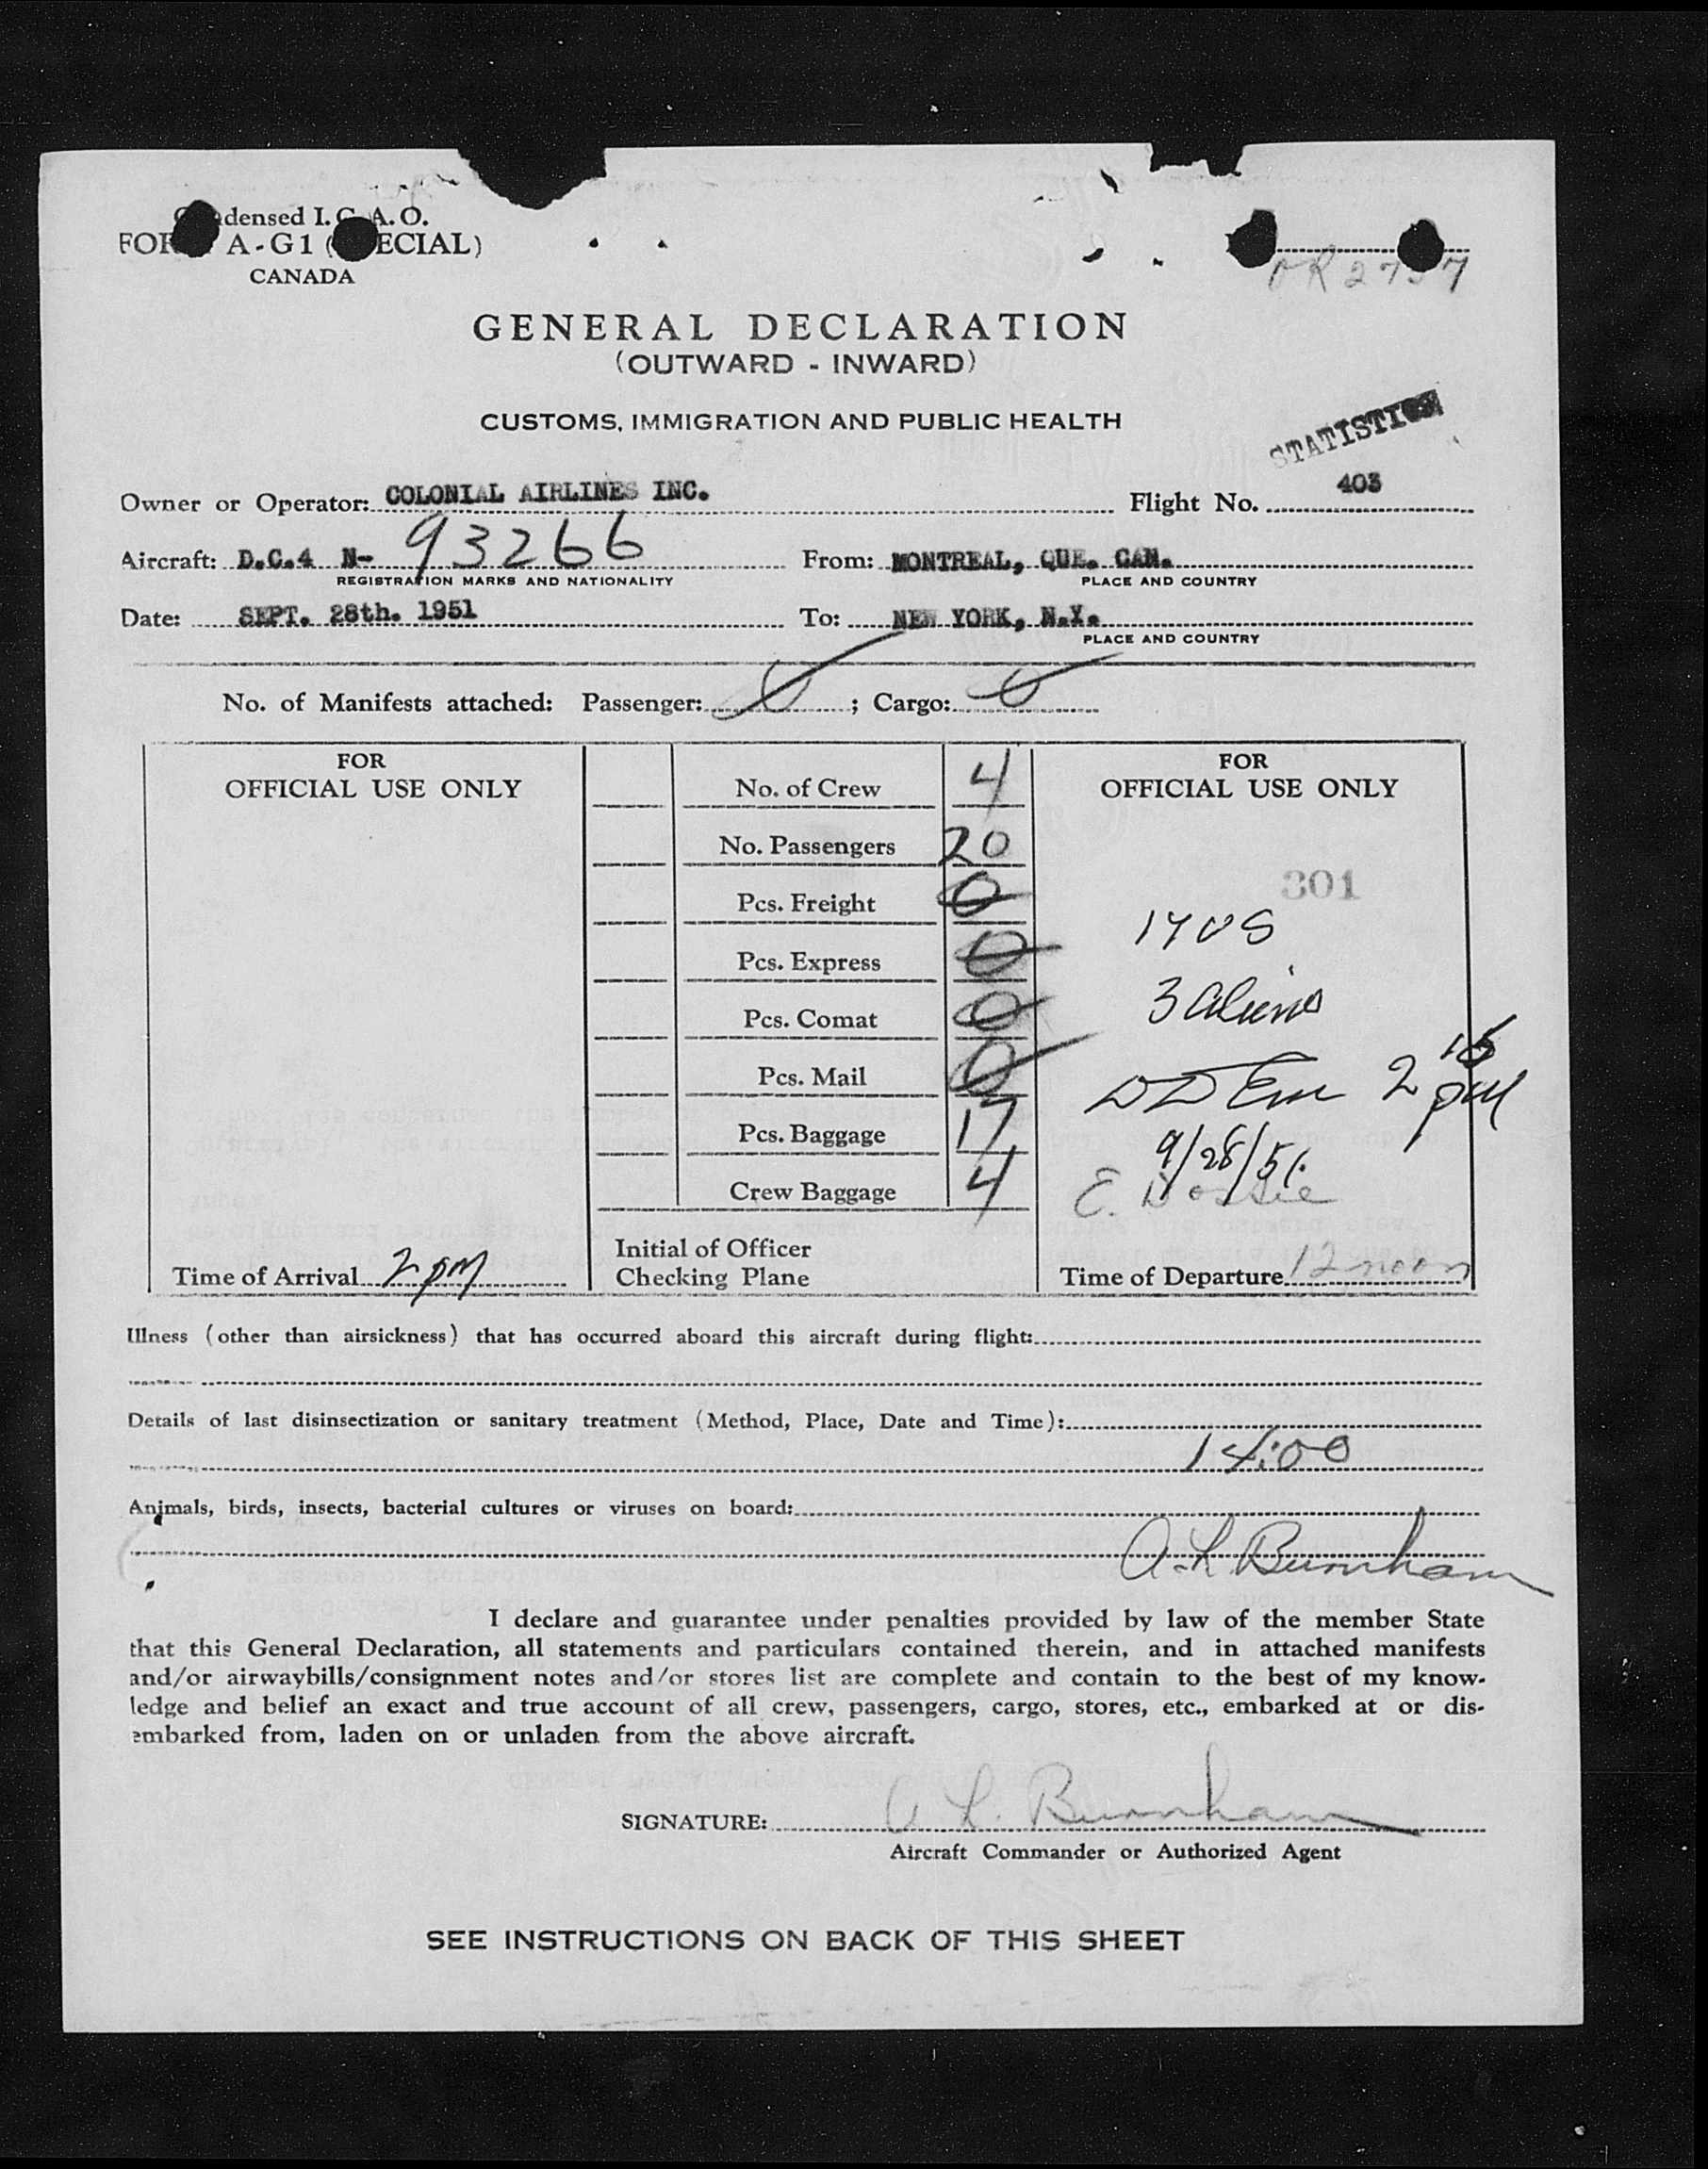 Condensed I.C.A.O.
FORM A-G1 (SPECIAL)
CANADA
GENERAL DECLARATION
(OUTWARD - INWARD)
CUSTOMS, IMMIGRATION AND PUBLIC HEALTH
STATISTICS
Owner or Operator: COLONIAL AIRLINES INC. Flight No. 403
Aircraft: D.C.4 N- 93266 From: MONTREAL, QUE. CAN.
REGISTRATION MARKS AND NATIONALITY PLACE AND COUNTRY
Date: SEPT. 28th. 1951 To: NEW YORK, N.Y.
PLACE AND COUNTRY
No. of Manifests attached: Passenger: 0 ; Cargo: 0
FOR
OFFICIAL USE ONLY
Time of Arrival 2 pm
No. of Crew 4
No. Passengers 20
Pcs. Freight 0
Pcs. Express 0
Pcs. Comat 0
Pcs. Mail 0
Pcs. Baggage 17
Crew Baggage 4
Initial of Officer
Checking Plane
FOR
OFFICIAL USE ONLY
301
17 US
3 aliens
2 15 pm
9/28/51.
Time of Departure 12 noon
Illness (other than airsickness) that has occurred aboard this aircraft during flight:
Details of last disinsectization or sanitary treatment (Method, Place, Date and Time):
14:00
Animals, birds, insects, bacterial cultures or viruses on board:
A. L. Burnham
I declare and guarantee under penalties provided by law of the member State
that this General Declaration, all statements and particulars contained therein, and in attached manifests
and/or airwaybills/consignment notes and/or stores list are complete and contain to the best of my know-
ledge and belief an exact and true account of all crew, passengers, cargo, stores, etc., embarked at or dis-
embarked from, laden on or unladen from the above aircraft.
SIGNATURE: A. L. Burnham
Aircraft Commander or Authorized Agent
SEE INSTRUCTIONS ON BACK OF THIS SHEET